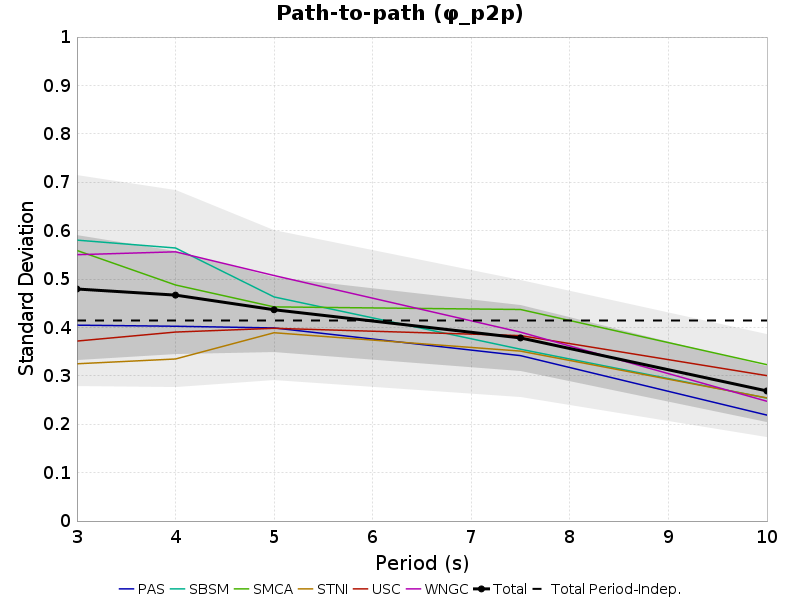 Path-to-path (φ_p2p)
1
0.9
0.8
0.7
0.6
0.5
0.4
0.3
0.2
0.1
0
Standard Deviation
3 4 5 6 7 8 9 10
Period (s)
PAS SBSM SMCA STNI USC WNGC Total Total Period-Indep.